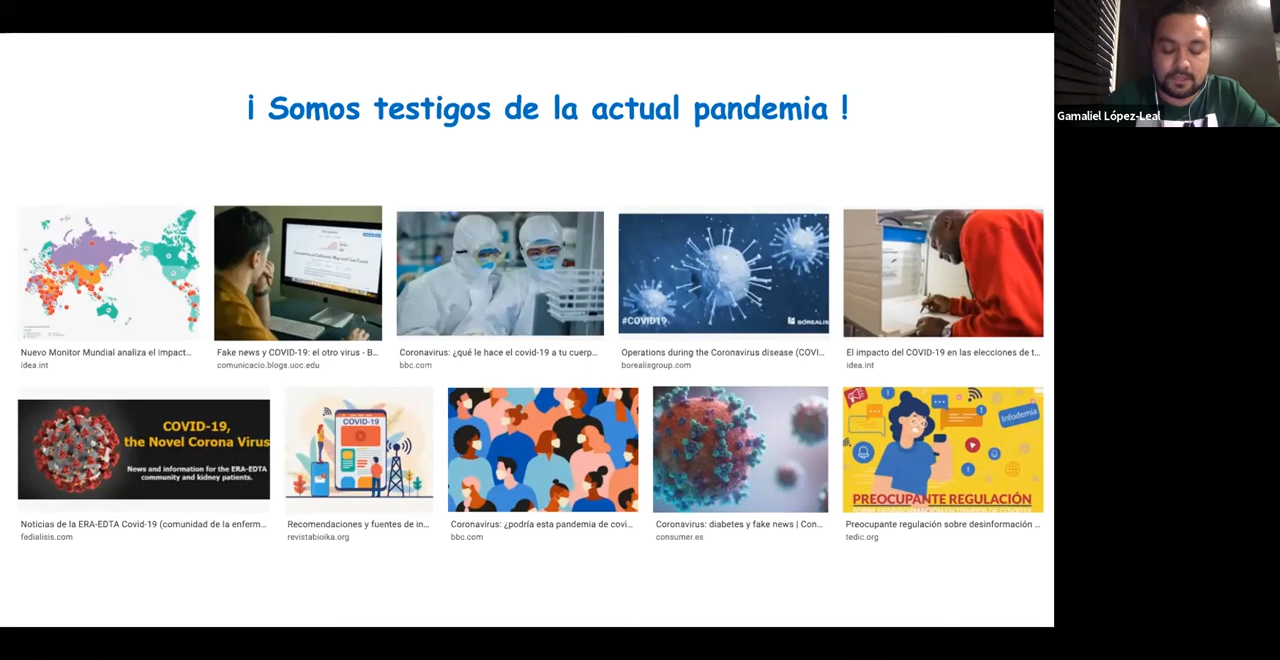 ¡ Somos testigos de la actual pandemia !
Gamaliel López-Leal
#COVID19
BOREALIS
Nuevo Monitor Mundial analiza el impact...
idea.int
Fake news y COVID-19: el otro virus - B...
comunicacio.blogs.uoc.edu
Coronavirus: ¿qué le hace el covid-19 a tu cuerp...
bbc.com
Operations during the Coronavirus disease (COVI...
borealisgroup.com
El impacto del COVID-19 en las elecciones de t...
idea.int
COVID-19,
the Novel Corona Virus
News and information for the ERA-EDTA
community and kidney patients.
COVID-19
Infodemia
PREOCUPANTE REGULACIÓN
Noticias de la ERA-EDTA Covid-19 (comunidad de la enferm...
fedialisis.com
Recomendaciones y fuentes de in...
revistabioika.org
Coronavirus: ¿podría esta pandemia de covi...
bbc.com
Coronavirus: diabetes y fake news | Con...
consumer.es
Preocupante regulación sobre desinformación ...
tedic.org